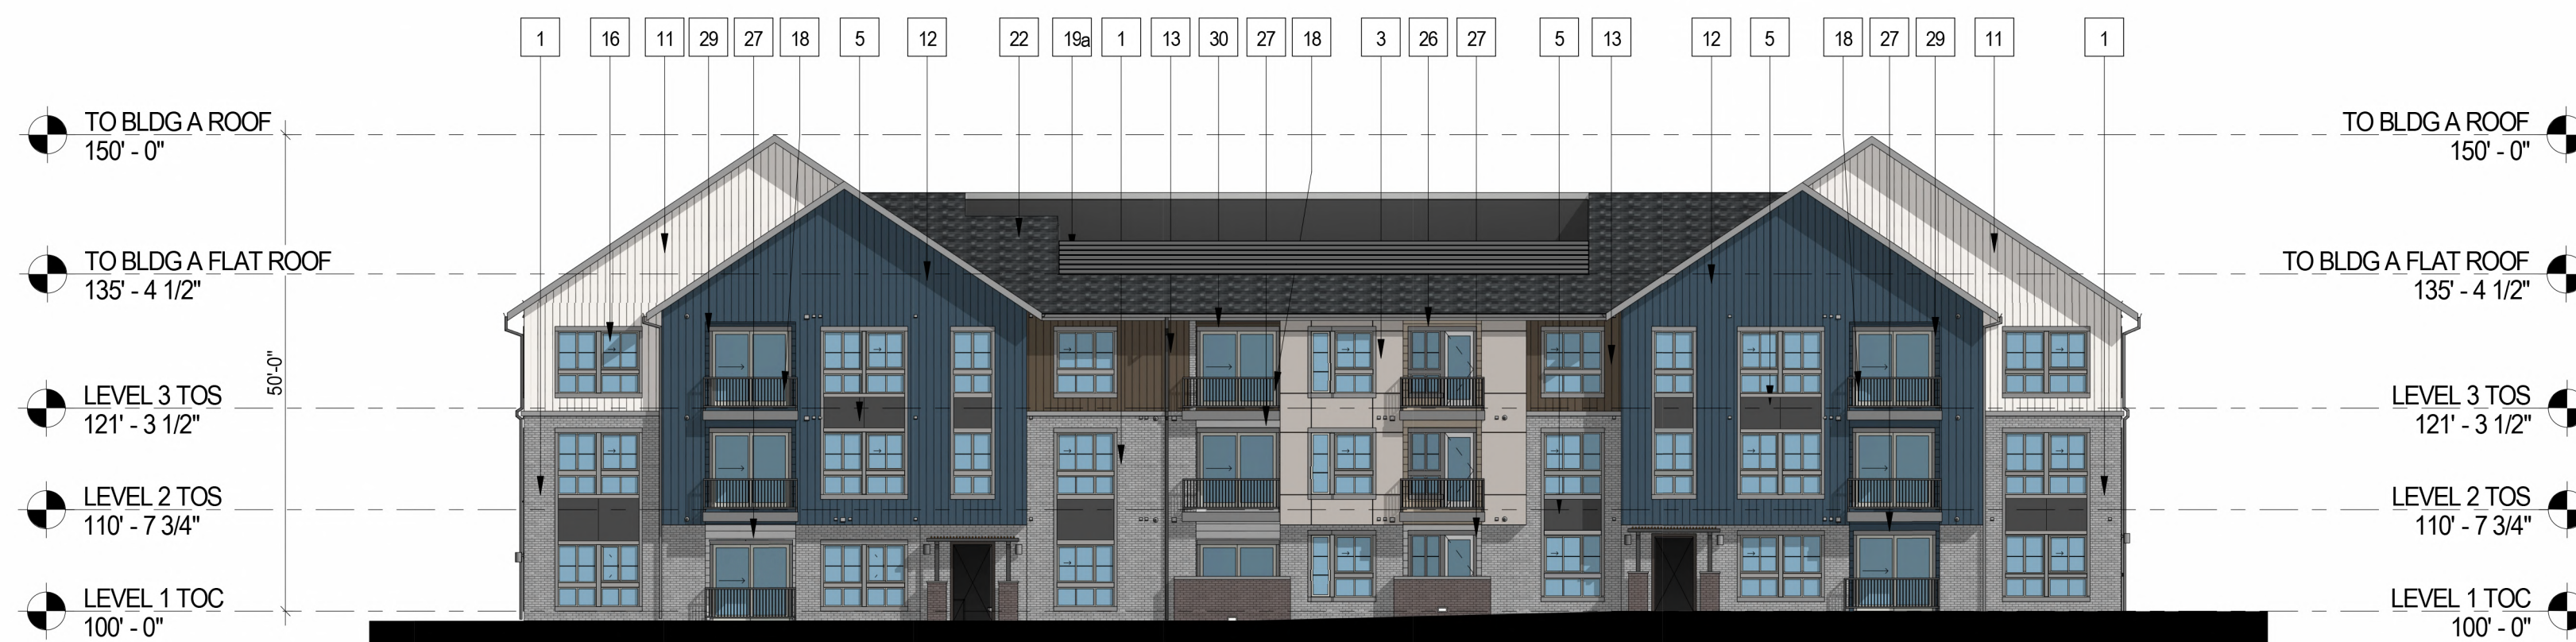 1 16 11 29 27 18 5 12 22 19a 1 13 30 27 18 3 26 27 5 13 12 5 18 27 29 11 1
TO BLDG A ROOF
150' - 0"
TO BLDG A FLAT ROOF
135' - 4 1/2"
50'-0"
LEVEL 3 TOS
121' - 3 1/2"
LEVEL 2 TOS
110' - 7 3/4"
LEVEL 1 TOC
100' - 0"
TO BLDG A ROOF
150' - 0"
TO BLDG A FLAT ROOF
135' - 4 1/2"
LEVEL 3 TOS
121' - 3 1/2"
LEVEL 2 TOS
110' - 7 3/4"
LEVEL 1 TOC
100' - 0"